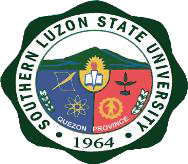 SOUTHERN LUZON STATE UNIVERSITY
QUEZON PROVINCE
1964